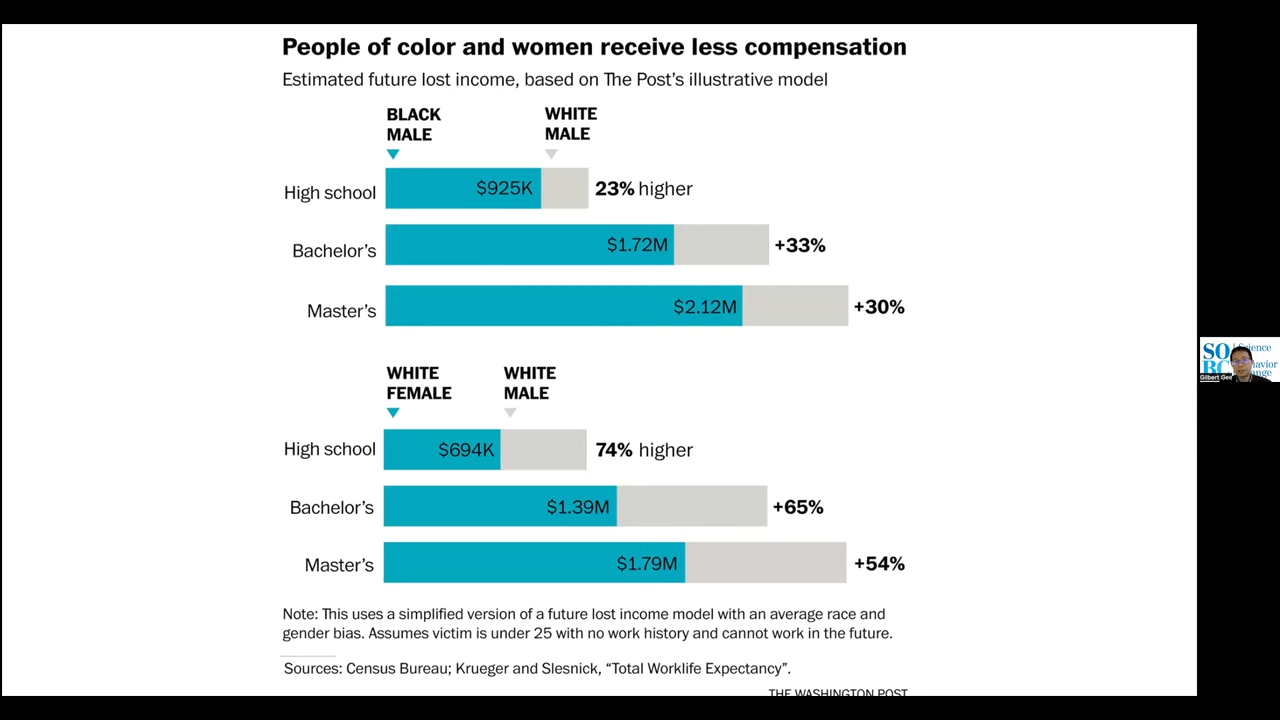 People of color and women receive less compensation
Estimated future lost income, based on The Post's illustrative model
BLACK
MALE
WHITE
MALE
High school
$925K
23% higher
Bachelor's
$1.72M
+33%
Master's
$2.12M
+30%
WHITE
FEMALE
WHITE
MALE
High school
$694K
74% higher
Bachelor's
$1.39M
+65%
Master's
$1.79M
+54%
Note: This uses a simplified version of a future lost income model with an average race and
gender bias. Assumes victim is under 25 with no work history and cannot work in the future.
Sources: Census Bureau; Krueger and Slesnick, “Total Worklife Expectancy”.
THE WASHINGTON POST
SO
Gilbert Gee